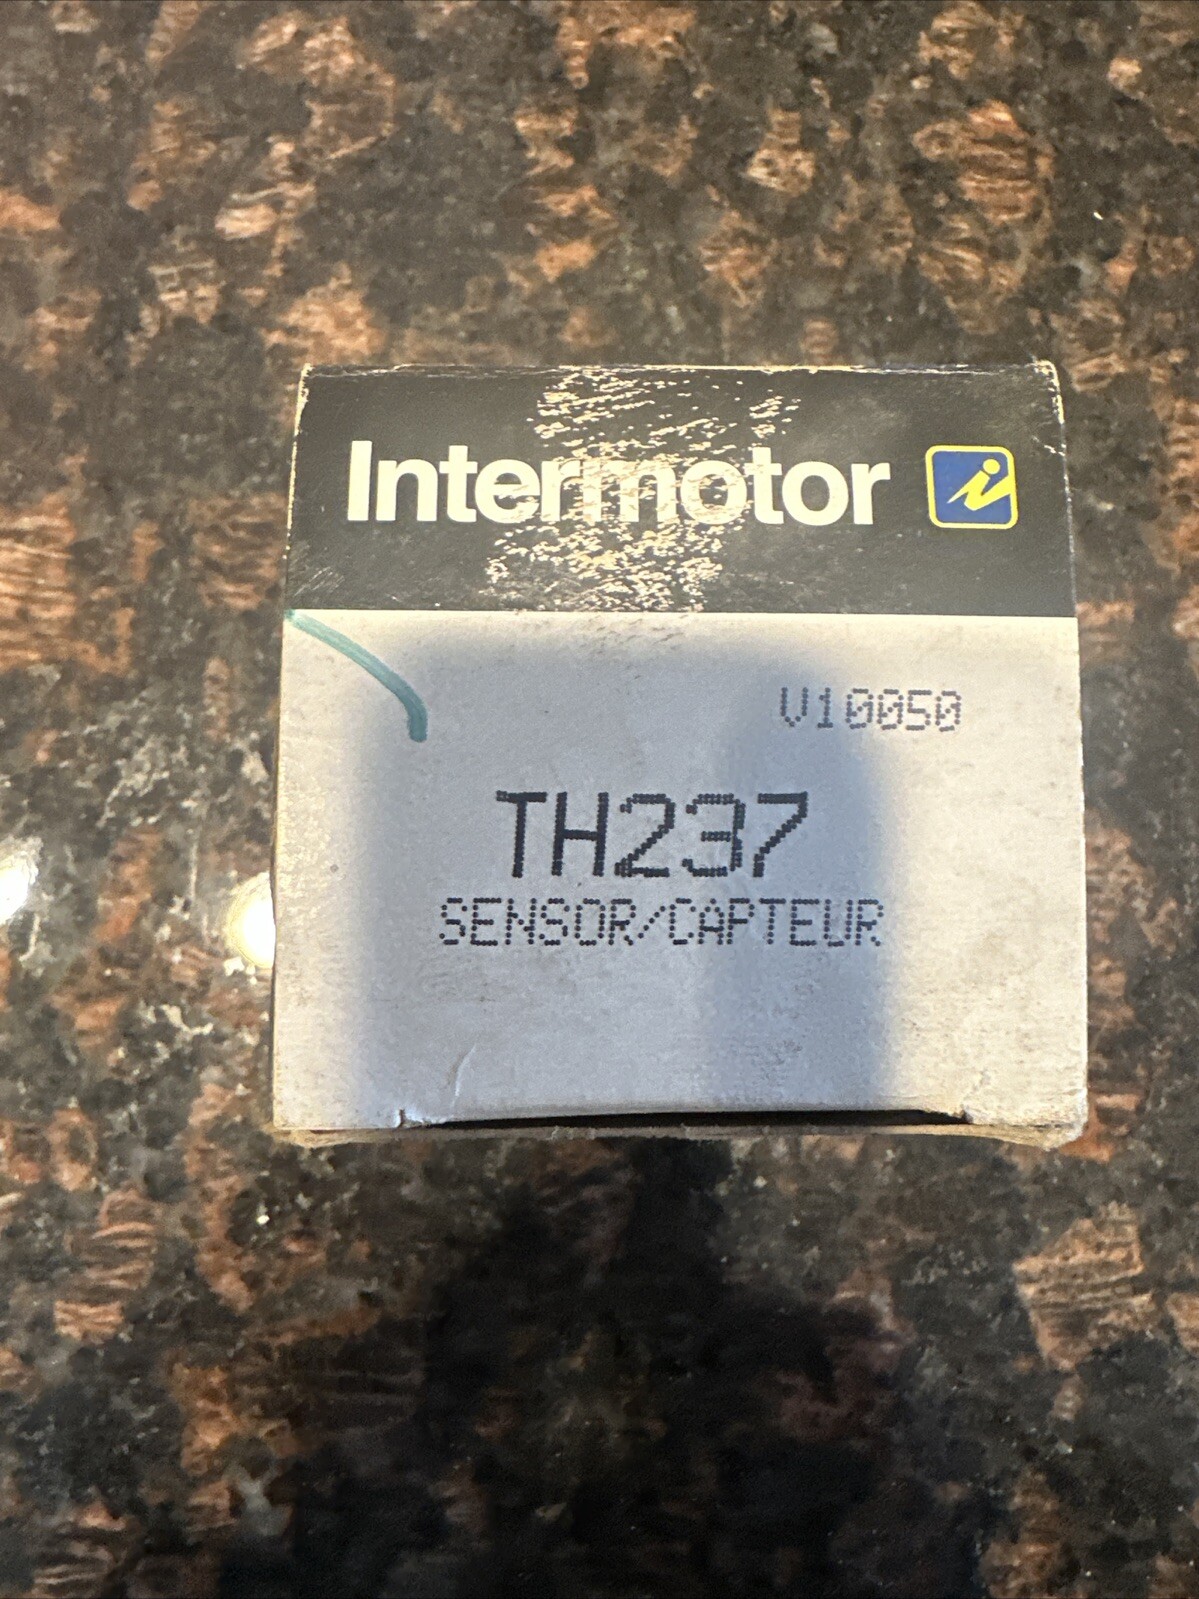 Intermotor
V10050
TH237
SENSOR/CAPTEUR